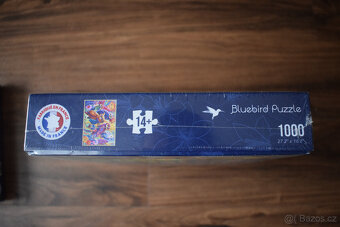 FABRIQUÉ EN FRANCE
MADE IN FRANCE
14+
Bluebird Puzzle
1000
© Bazos.cz